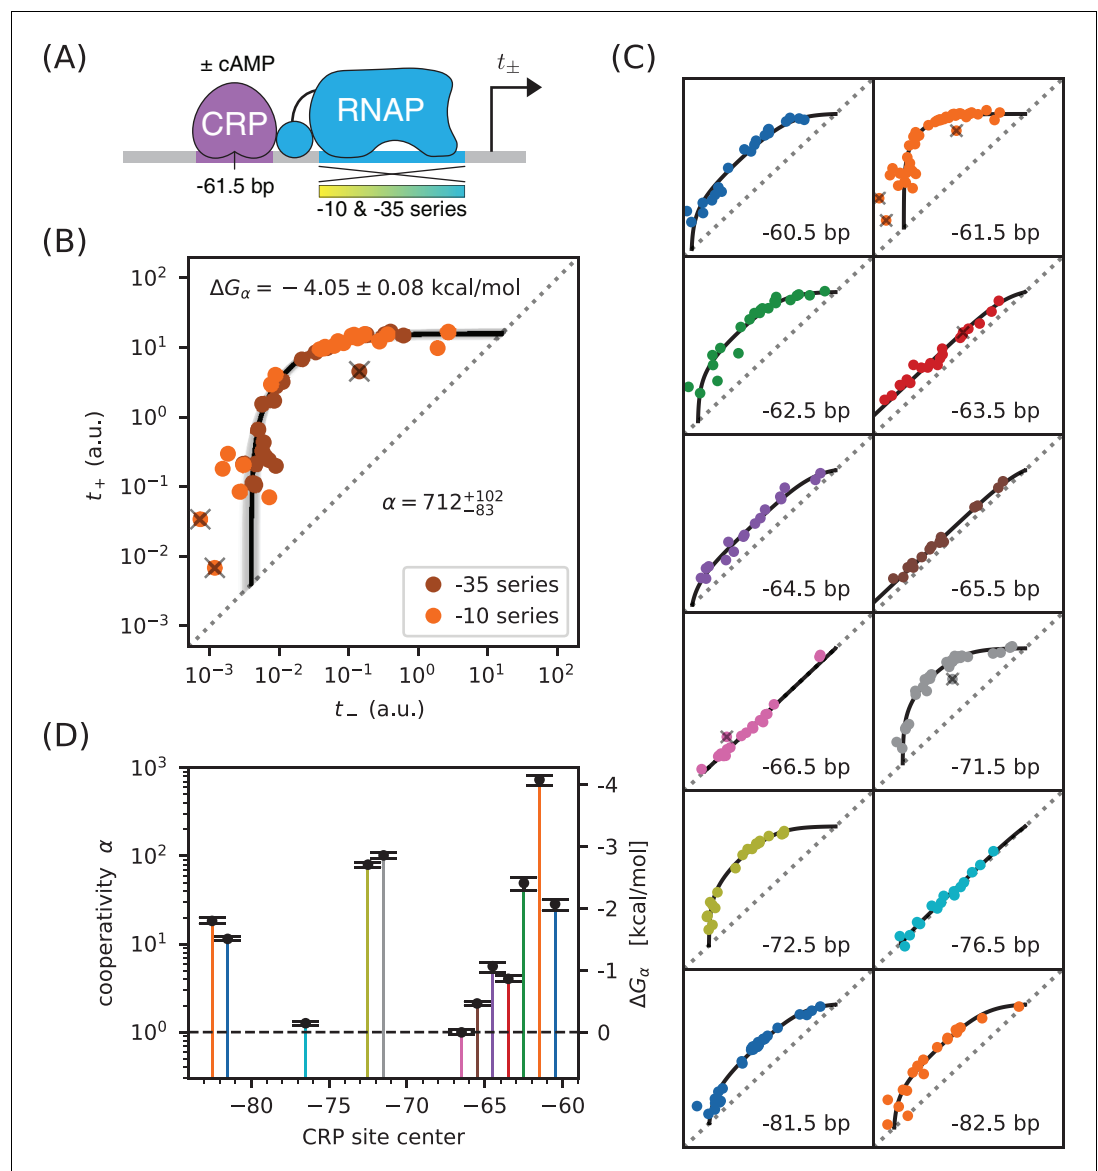 (A)
± cAMP
CRP
RNAP
t±
-61.5 bp
-10 & -35 series
(B)
ΔGα = − 4.05 ± 0.08 kcal/mol
α = 712 +102 −83
10²
10¹
10⁰
10⁻¹
10⁻²
10⁻³
t₊ (a.u.)
-35 series
-10 series
10⁻³ 10⁻² 10⁻¹ 10⁰ 10¹ 10²
t₋ (a.u.)
(C)
-60.5 bp
-61.5 bp
-62.5 bp
-63.5 bp
-64.5 bp
-65.5 bp
-66.5 bp
-71.5 bp
-72.5 bp
-76.5 bp
-81.5 bp
-82.5 bp
(D)
10³
10²
10¹
10⁰
cooperativity α
-4
-3
-2
-1
0
ΔGα [kcal/mol]
−80 −75 −70 −65 −60
CRP site center